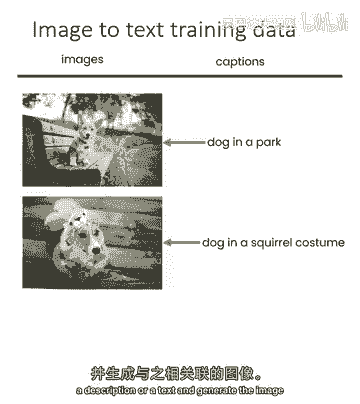 Image to text training data
images
captions
dog in a park
dog in a squirrel costume
并生成与之相关联的图像。
a description or a text and generate the image